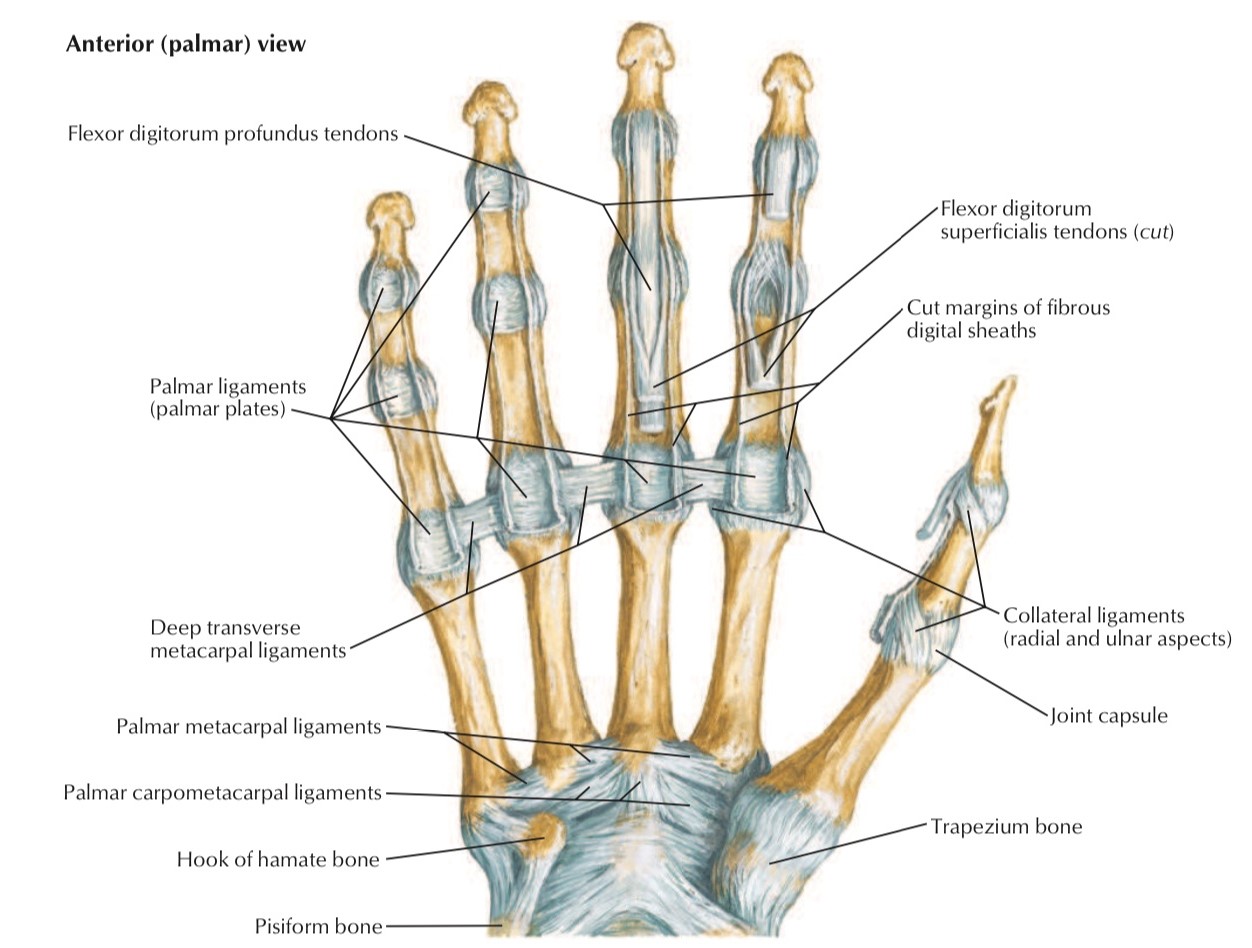 Anterior (palmar) view
Flexor digitorum profundus tendons
Flexor digitorum
superficialis tendons (cut)
Cut margins of fibrous
digital sheaths
Palmar ligaments
(palmar plates)
Deep transverse
metacarpal ligaments
Collateral ligaments
(radial and ulnar aspects)
Joint capsule
Palmar metacarpal ligaments
Palmar carpometacarpal ligaments
Trapezium bone
Hook of hamate bone
Pisiform bone